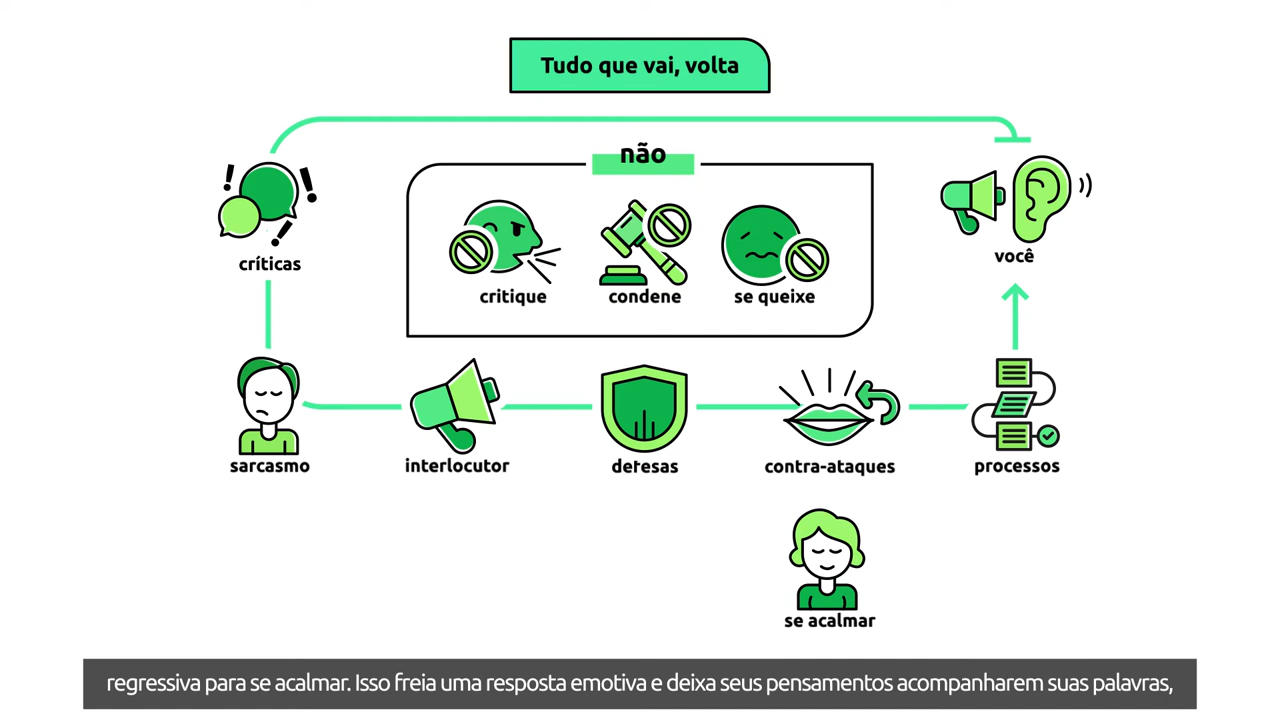 Tudo que vai, volta
não
críticas
critique
condene
se queixe
você
sarcasmo
interlocutor
defesas
contra-ataques
processos
se acalmar
regressiva para se acalmar. Isso freia uma resposta emotiva e deixa seus pensamentos acompanharem suas palavras,